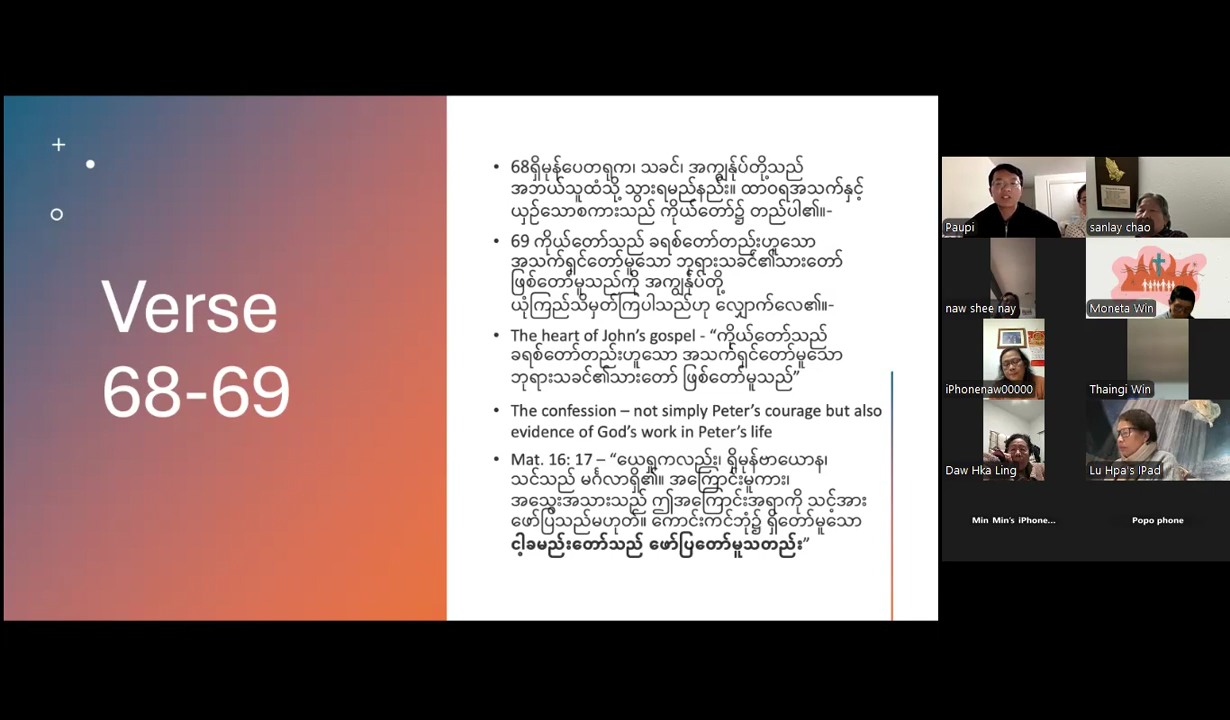 Verse
68-69
• 68ရှိမုန်ပေတရုက၊ သခင်၊ အကျွန်ုပ်တို့သည်
အဘယ်သူထံသို့ သွားရမည်နည်း။ ထာဝရအသက်နှင့်
ယှဉ်သောစကားသည် ကိုယ်တော်၌ တည်ပါ၏။-
• 69 ကိုယ်တော်သည် ခရစ်တော်တည်းဟူသော
အသက်ရှင်တော်မူသော ဘုရားသခင်၏သားတော်
ဖြစ်တော်မူသည်ကို အကျွန်ုပ်တို့
ယုံကြည်သိမှတ်ကြပါသည်ဟု လျှောက်လေ၏။-
• The heart of John’s gospel - “ကိုယ်တော်သည်
ခရစ်တော်တည်းဟူသော အသက်ရှင်တော်မူသော
ဘုရားသခင်၏သားတော် ဖြစ်တော်မူသည်”
• The confession – not simply Peter’s courage but also
evidence of God’s work in Peter’s life
• Mat. 16: 17 – “ယေရှုကလည်း၊ ရှိမုန်ဗာယောန၊
သင်သည် မင်္ဂလာရှိ၏။ အကြောင်းမူကား၊
အသွေးအသားသည် ဤအကြောင်းအရာကို သင့်အား
ဖော်ပြသည်မဟုတ်။ ကောင်းကင်ဘုံ၌ ရှိတော်မူသော
ငါ့ခမည်းတော်သည် ဖော်ပြတော်မူသတည်း”
Paupi
sanlay chao
naw shee nay
Moneta Win
iPhonenaw00000
Thaingi Win
Daw Hka Ling
Lu Hpa's IPad
Min Min's iPhone...
Popo phone